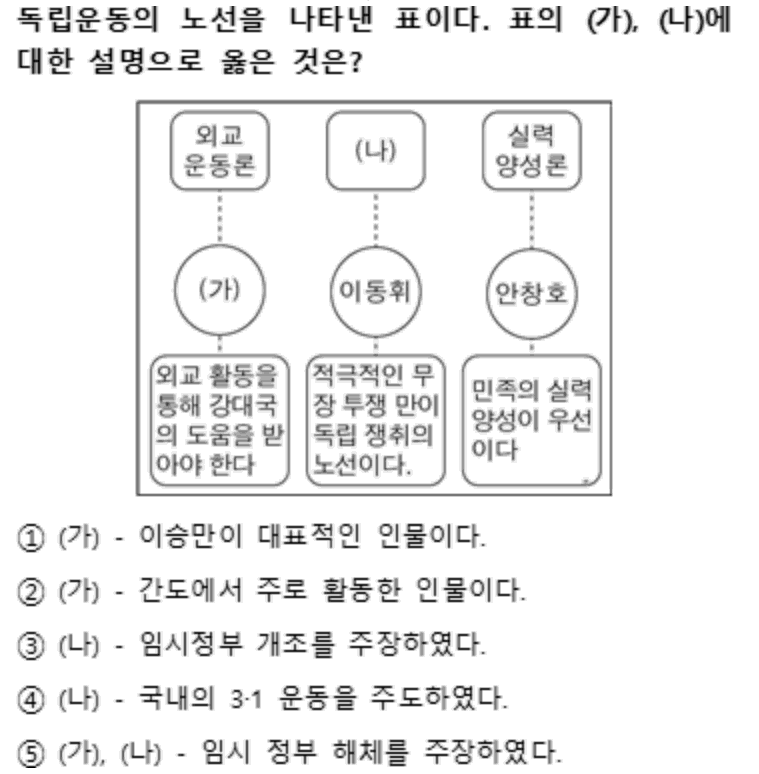 독립운동의 노선을 나타낸 표이다. 표의 (가), (나)에
대한 설명으로 옳은 것은?
외교
운동론
(나)
실력
양성론
(가)
이동휘
안창호
외교 활동을
통해 강대국
의 도움을 받
아야 한다
적극적인 무
장 투쟁 만이
독립 쟁취의
노선이다.
민족의 실력
양성이 우선
이다
① (가) - 이승만이 대표적인 인물이다.
② (가) - 간도에서 주로 활동한 인물이다.
③ (나) - 임시정부 개조를 주장하였다.
④ (나) - 국내의 3·1 운동을 주도하였다.
⑤ (가), (나) - 임시 정부 해체를 주장하였다.